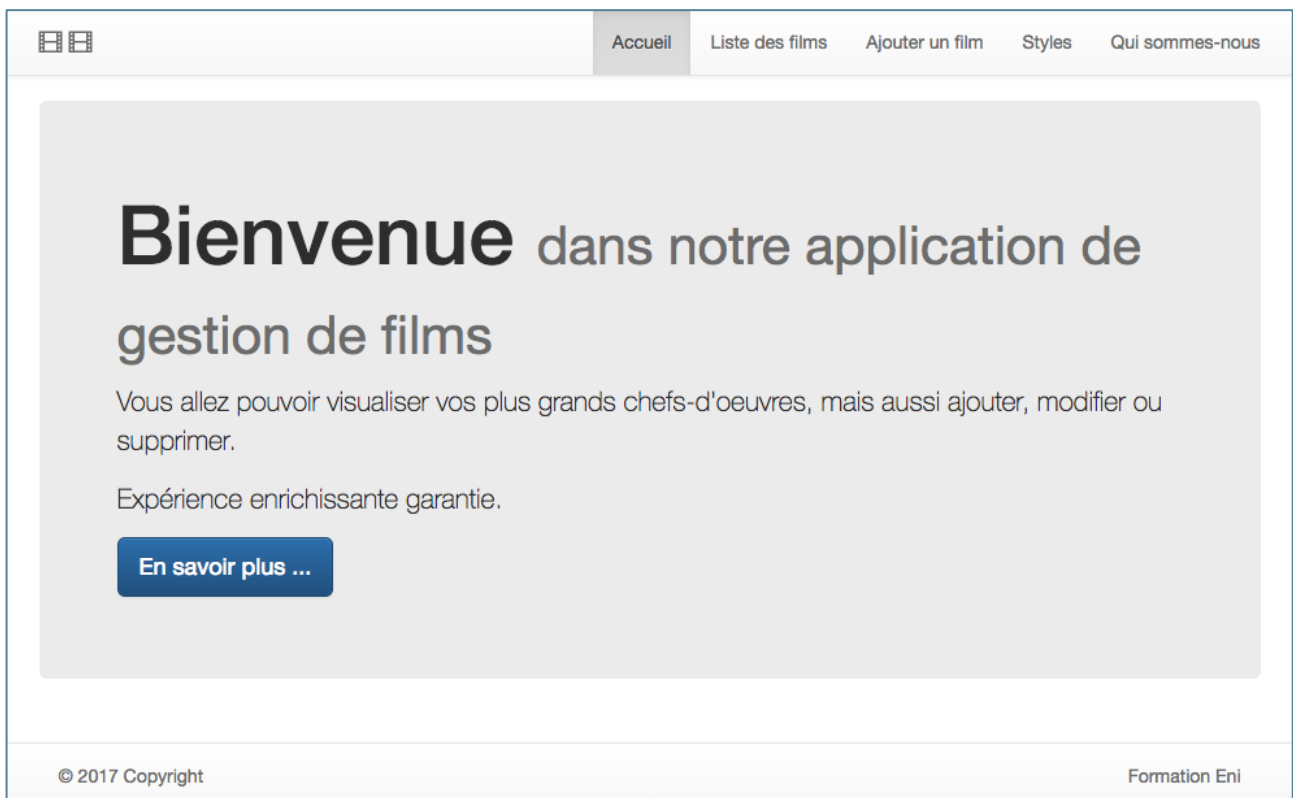 Accueil Liste des films Ajouter un film Styles Qui sommes-nous
Bienvenue dans notre application de
gestion de films
Vous allez pouvoir visualiser vos plus grands chefs-d'oeuvres, mais aussi ajouter, modifier ou
supprimer.
Expérience enrichissante garantie.
En savoir plus ...
© 2017 Copyright Formation Eni